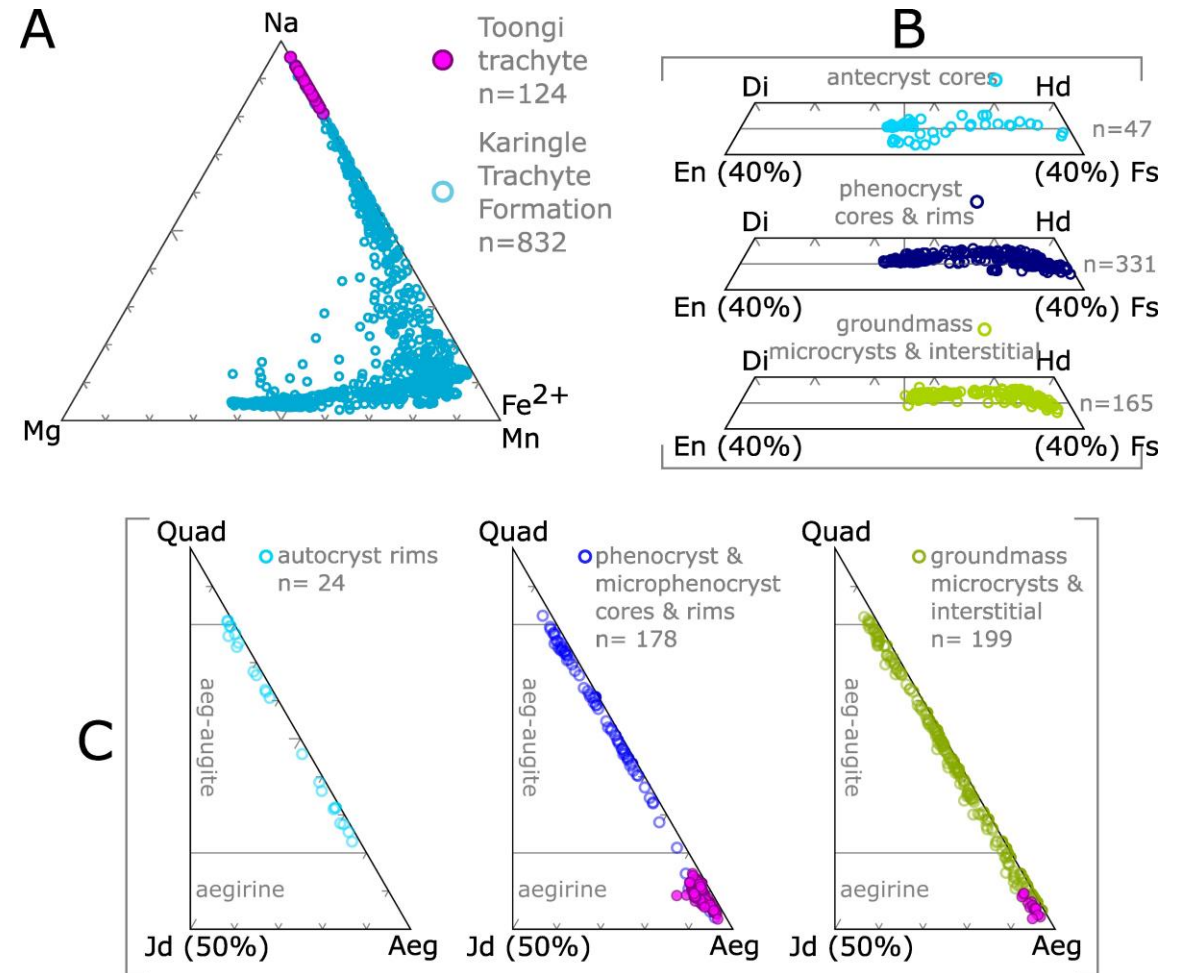 A
Na
Toongi
trachyte
n=124
Karingle
Trachyte
Formation
n=832
Mg
Fe2+
Mn
B
antecryst cores
Di
Hd
n=47
En (40%)
(40%) Fs
phenocryst
cores & rims
Di
Hd
n=331
En (40%)
(40%) Fs
groundmass
microcrysts & interstitial
Di
Hd
n=165
En (40%)
(40%) Fs
C
Quad
autocryst rims
n= 24
aeg-augite
aegirine
Jd (50%)
Aeg
Quad
phenocryst &
microphenocryst
cores & rims
n= 178
aeg-augite
aegirine
Jd (50%)
Aeg
Quad
groundmass
microcrysts &
interstitial
n= 199
aeg-augite
aegirine
Jd (50%)
Aeg